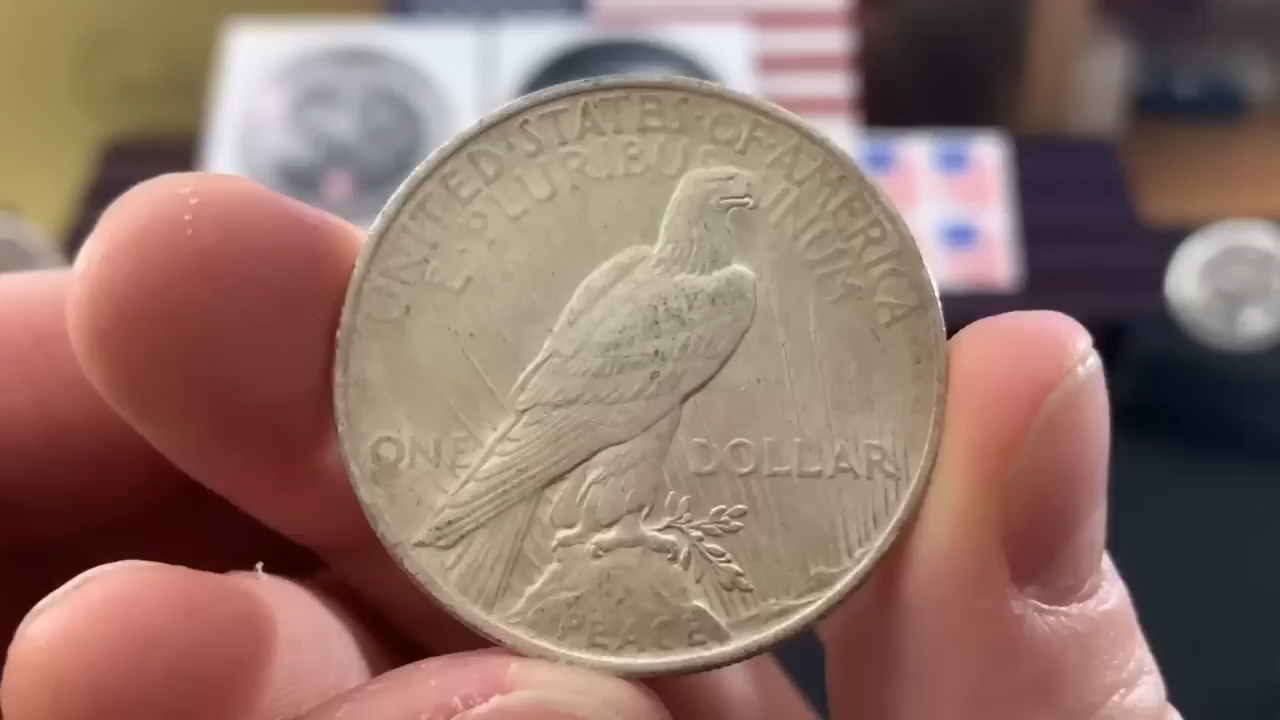 UNITED·STATES·OF·AMERICA
E·PLURIBUS UNUM
ONE DOLLAR
PEACE